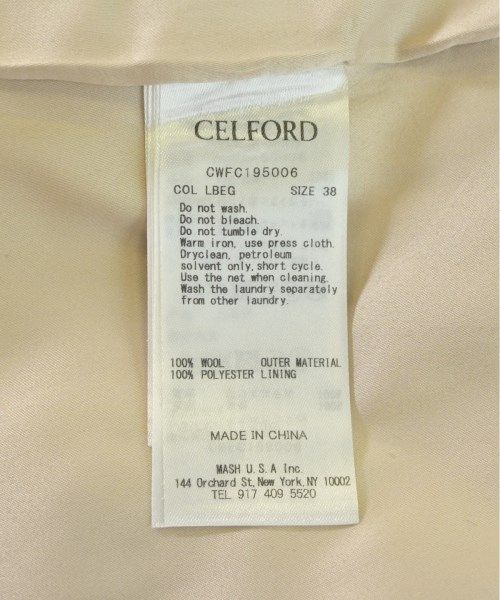 CELFORD
CWFC195006
COL LBEG SIZE 38
Do not wash.
Do not bleach.
Do not tumble dry.
Warm iron, use press cloth.
Dryclean, petroleum
solvent only, short cycle.
Use the net when cleaning.
Wash the laundry separately
from other laundry.
100% WOOL OUTER MATERIAL
100% POLYESTER LINING
MADE IN CHINA
MASH U.S.A Inc.
144 Orchard St, New York, NY 10002
TEL 917 409 5520